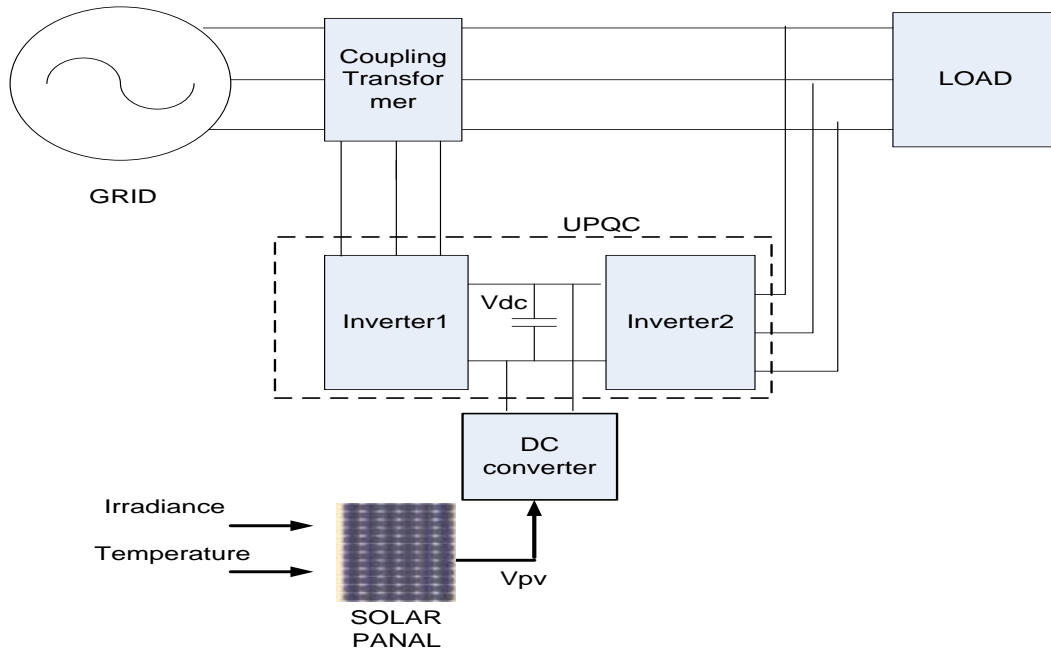 Coupling
Transfor
mer
LOAD
GRID
UPQC
Inverter1
Vdc
Inverter2
DC
converter
Irradiance
Temperature
Vpv
SOLAR
PANAL